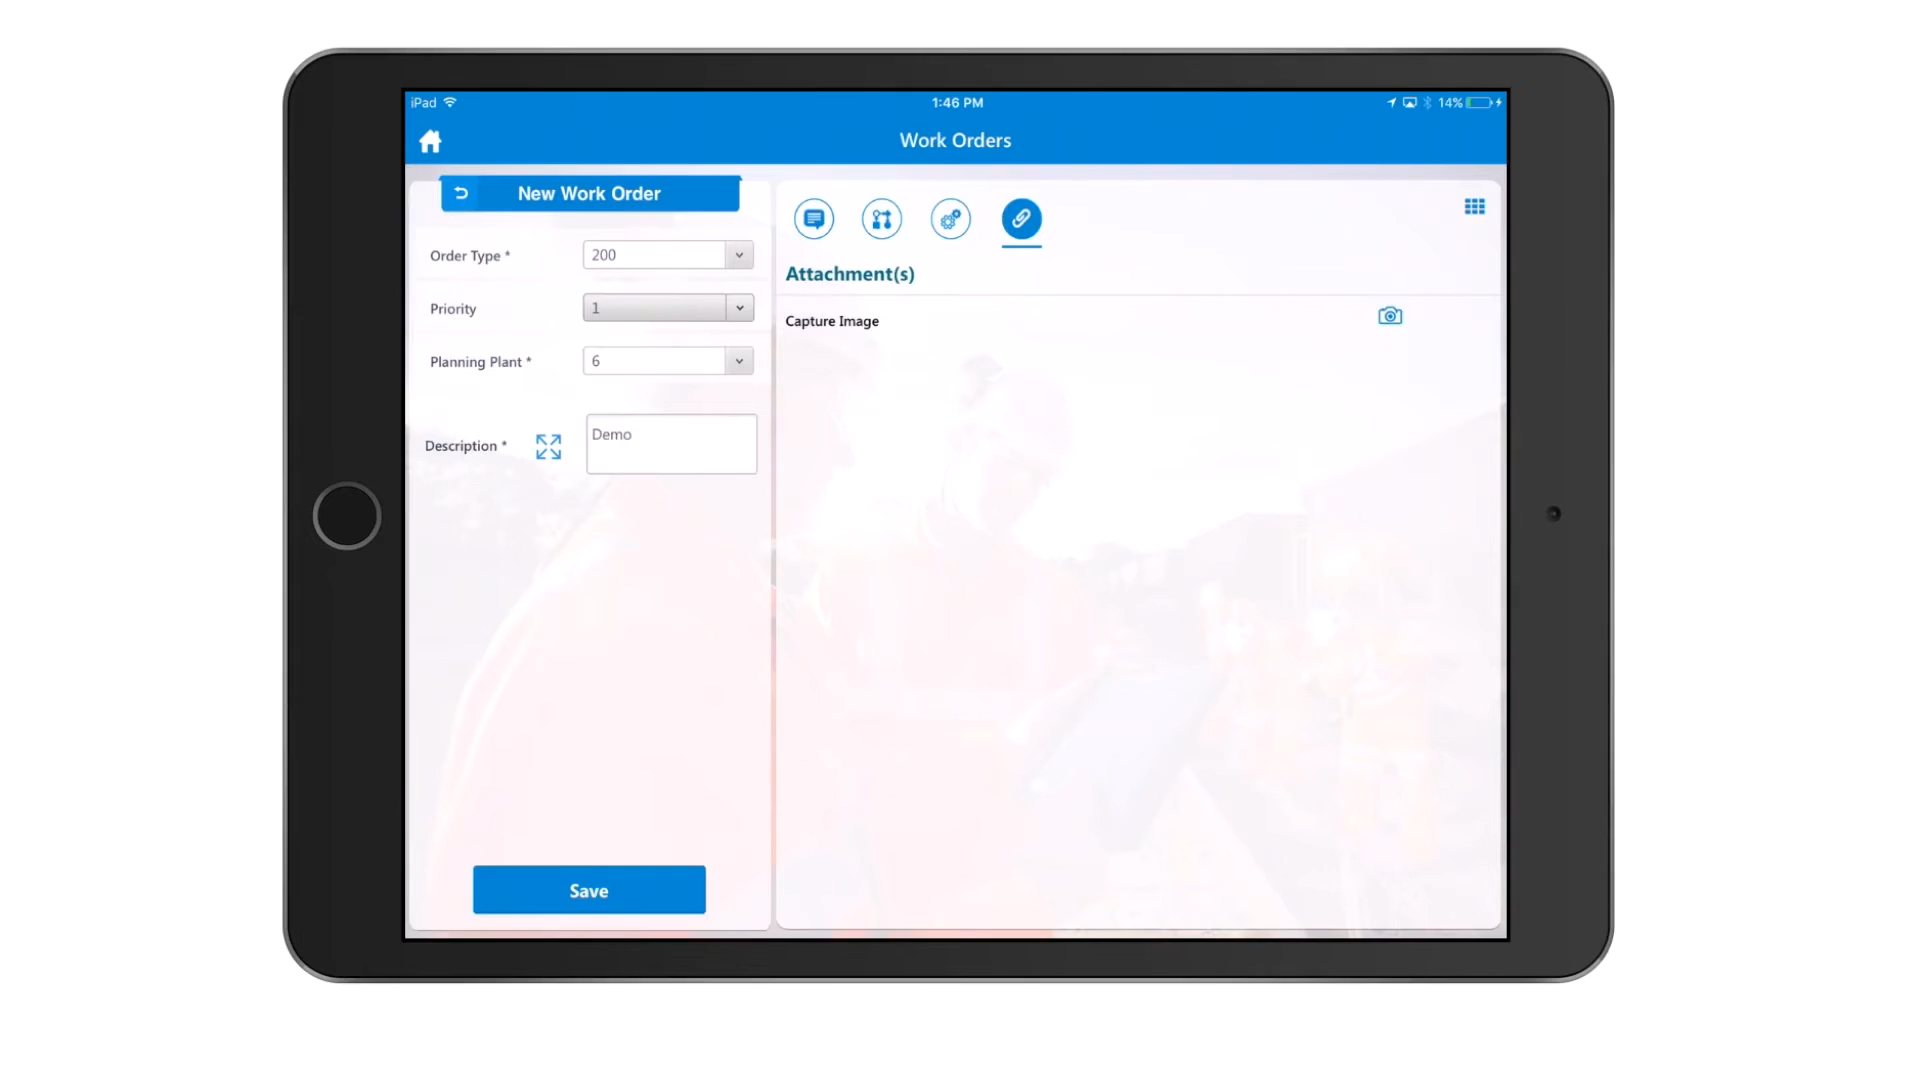 iPad 1:46 PM 14%
Work Orders
New Work Order
Order Type * 200
Priority 1
Planning Plant * 6
Description * Demo
Save
Attachment(s)
Capture Image